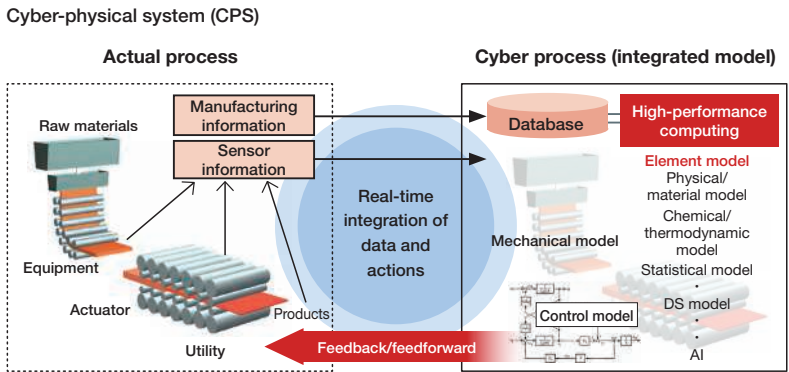 Cyber-physical system (CPS)
Actual process
Cyber process (integrated model)
Manufacturing
information
Raw materials
Sensor
information
Equipment
Actuator
Products
Utility
Real-time
integration of
data and
actions
Database
High-performance
computing
Element model
Physical/
material model
Chemical/
thermodynamic
model
Mechanical model
Statistical model
·
DS model
·
·
AI
Control model
Feedback/feedforward